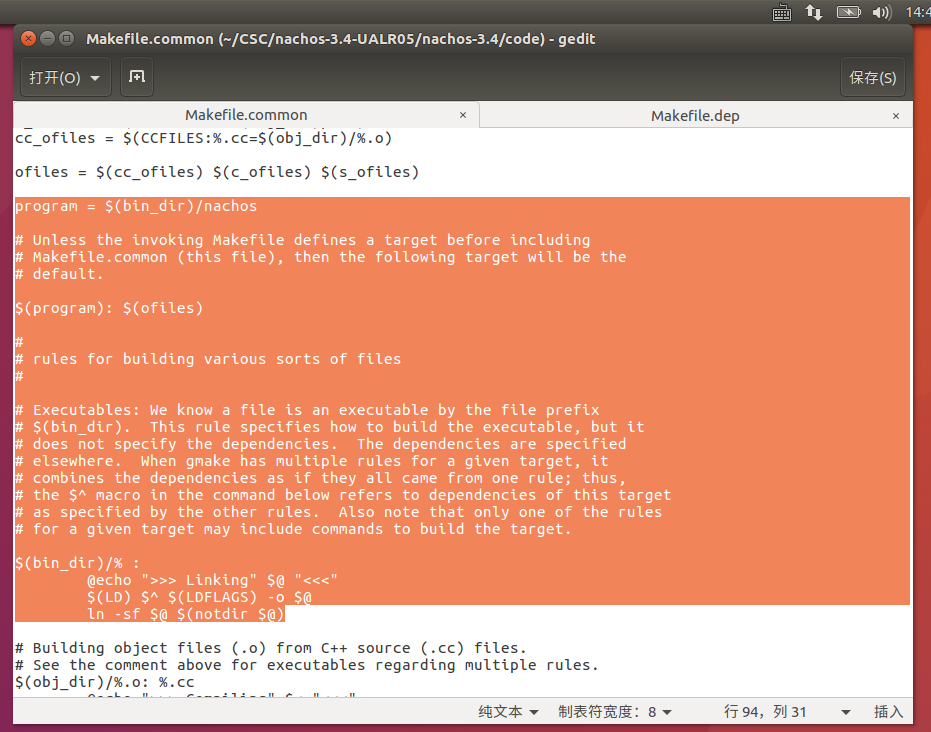 14:4
Makefile.common (~/CSC/nachos-3.4-UALR05/nachos-3.4/code) - gedit
打开(O)
保存(S)
Makefile.common ×
Makefile.dep ×
cc_ofiles = $(CCFILES:%.cc=$(obj_dir)/%.o)
ofiles = $(cc_ofiles) $(c_ofiles) $(s_ofiles)
program = $(bin_dir)/nachos
# Unless the invoking Makefile defines a target before including
# Makefile.common (this file), then the following target will be the
# default.
$(program): $(ofiles)
#
# rules for building various sorts of files
#
# Executables: We know a file is an executable by the file prefix
# $(bin_dir).  This rule specifies how to build the executable, but it
# does not specify the dependencies.  The dependencies are specified
# elsewhere.  When gmake has multiple rules for a given target, it
# combines the dependencies as if they all came from one rule; thus,
# the $^ macro in the command below refers to dependencies of this target
# as specified by the other rules.  Also note that only one of the rules
# for a given target may include commands to build the target.
$(bin_dir)/% :
@echo ">>> Linking" $@ "<<<"
$(LD) $^ $(LDFLAGS) -o $@
ln -sf $@ $(notdir $@)
# Building object files (.o) from C++ source (.cc) files.
# See the comment above for executables regarding multiple rules.
$(obj_dir)/%.o: %.cc
纯文本 制表符宽度：8 行 94，列 31 插入